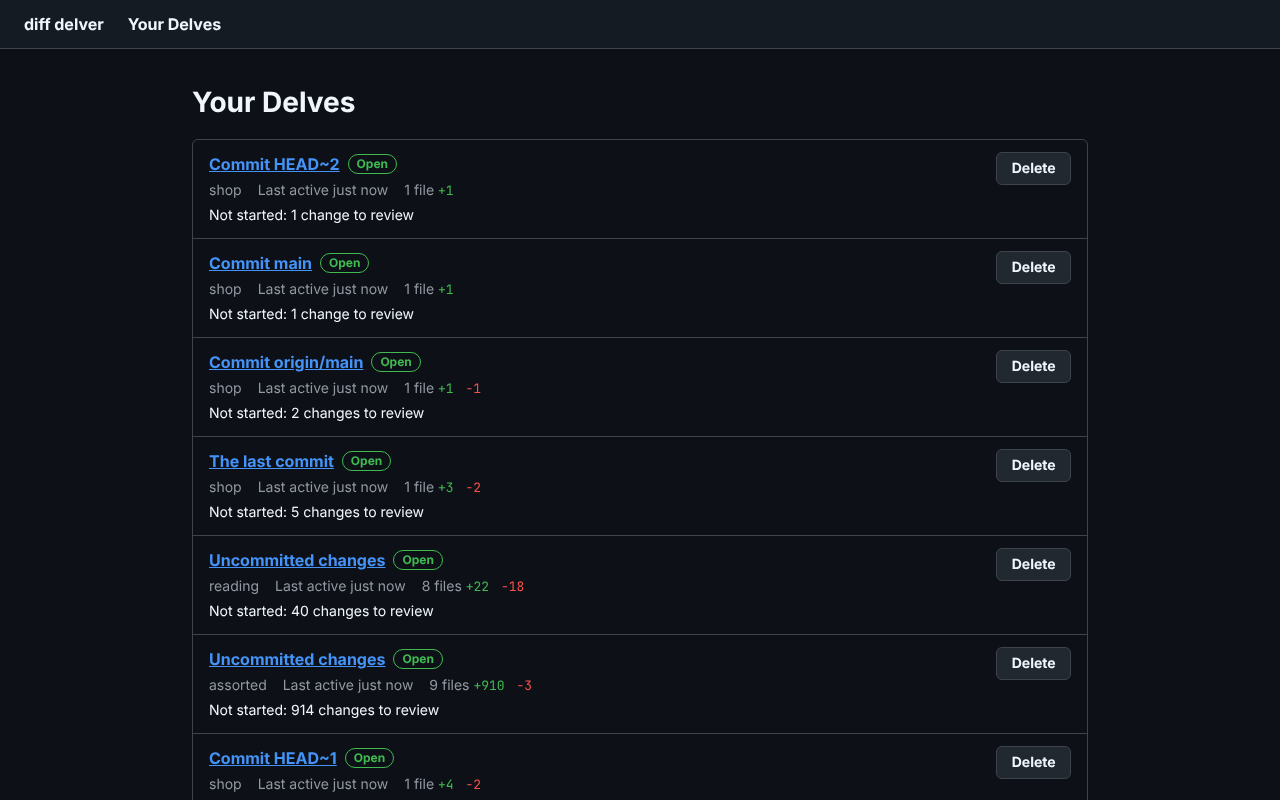 diff delver Your Delves
Your Delves
Commit HEAD~2 Open Delete
shop Last active just now 1 file +1
Not started: 1 change to review
Commit main Open Delete
shop Last active just now 1 file +1
Not started: 1 change to review
Commit origin/main Open Delete
shop Last active just now 1 file +1 -1
Not started: 2 changes to review
The last commit Open Delete
shop Last active just now 1 file +3 -2
Not started: 5 changes to review
Uncommitted changes Open Delete
reading Last active just now 8 files +22 -18
Not started: 40 changes to review
Uncommitted changes Open Delete
assorted Last active just now 9 files +910 -3
Not started: 914 changes to review
Commit HEAD~1 Open Delete
shop Last active just now 1 file +4 -2